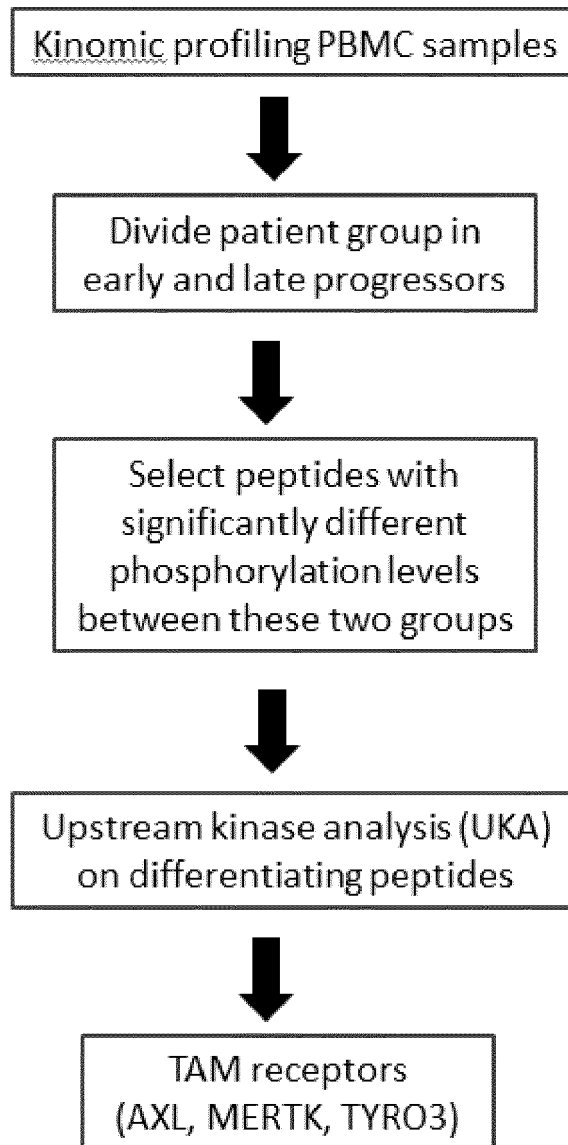 Kinomic profiling PBMC samples
Divide patient group in
early and late progressors
Select peptides with
significantly different
phosphorylation levels
between these two groups
Upstream kinase analysis (UKA)
on differentiating peptides
TAM receptors
(AXL, MERTK, TYRO3)